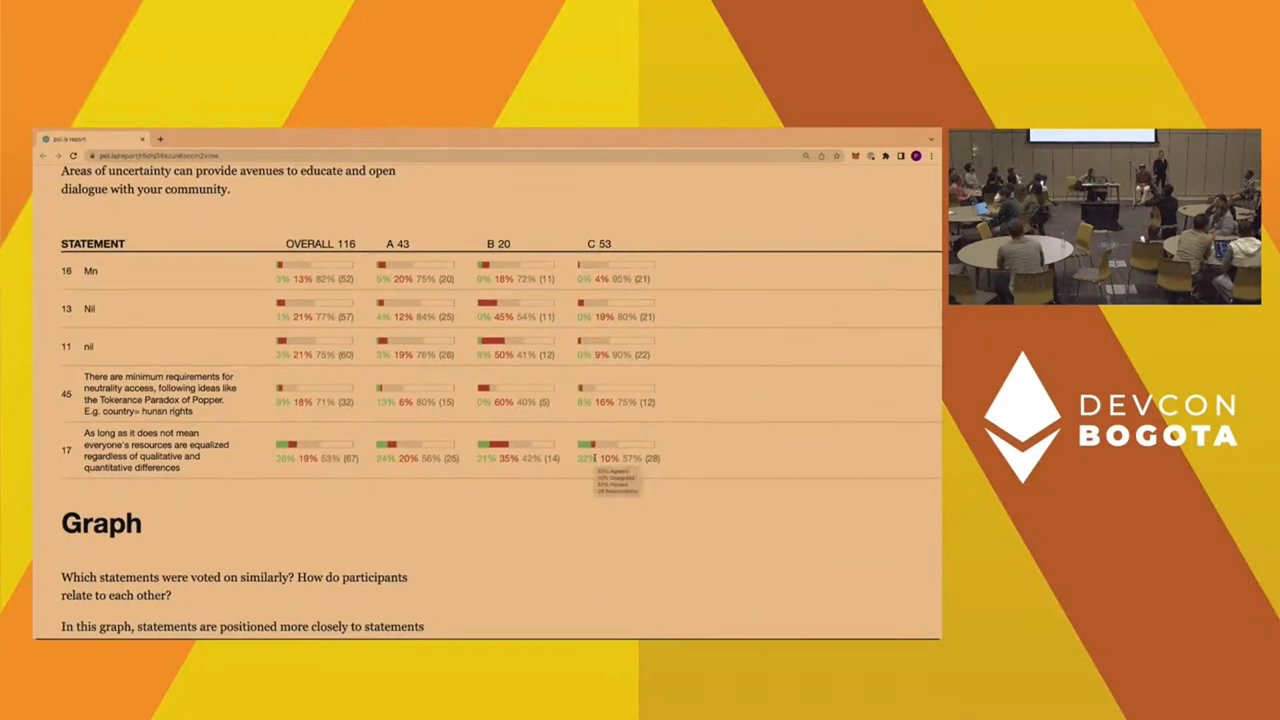 pol.is report
Areas of uncertainty can provide avenues to educate and open
dialogue with your community.
STATEMENT OVERALL 116 A 43 B 20 C 53
16 Mn 3% 13% 82% (52) 5% 20% 75% (20) 9% 18% 72% (11) 0% 4% 95% (21)
13 Nil 1% 21% 77% (57) 4% 12% 84% (25) 0% 45% 54% (11) 0% 19% 80% (21)
11 nil 3% 21% 75% (60) 3% 19% 76% (26) 8% 50% 41% (12) 0% 9% 90% (22)
There are minimum requirements for
neutrality access, following ideas like
45 the Tokerance Paradox of Popper. 9% 18% 71% (32) 13% 6% 80% (15) 0% 60% 40% (5) 8% 16% 75% (12)
E.g. country= hunsn rights
As long as it does not mean
everyone's resources are equalized
17 regardless of qualitative and 26% 19% 53% (67) 24% 20% 56% (25) 21% 35% 42% (14) 32% 10% 57% (28)
quantitative differences
Graph
Which statements were voted on similarly? How do participants
relate to each other?
In this graph, statements are positioned more closely to statements
DEVCON
BOGOTA